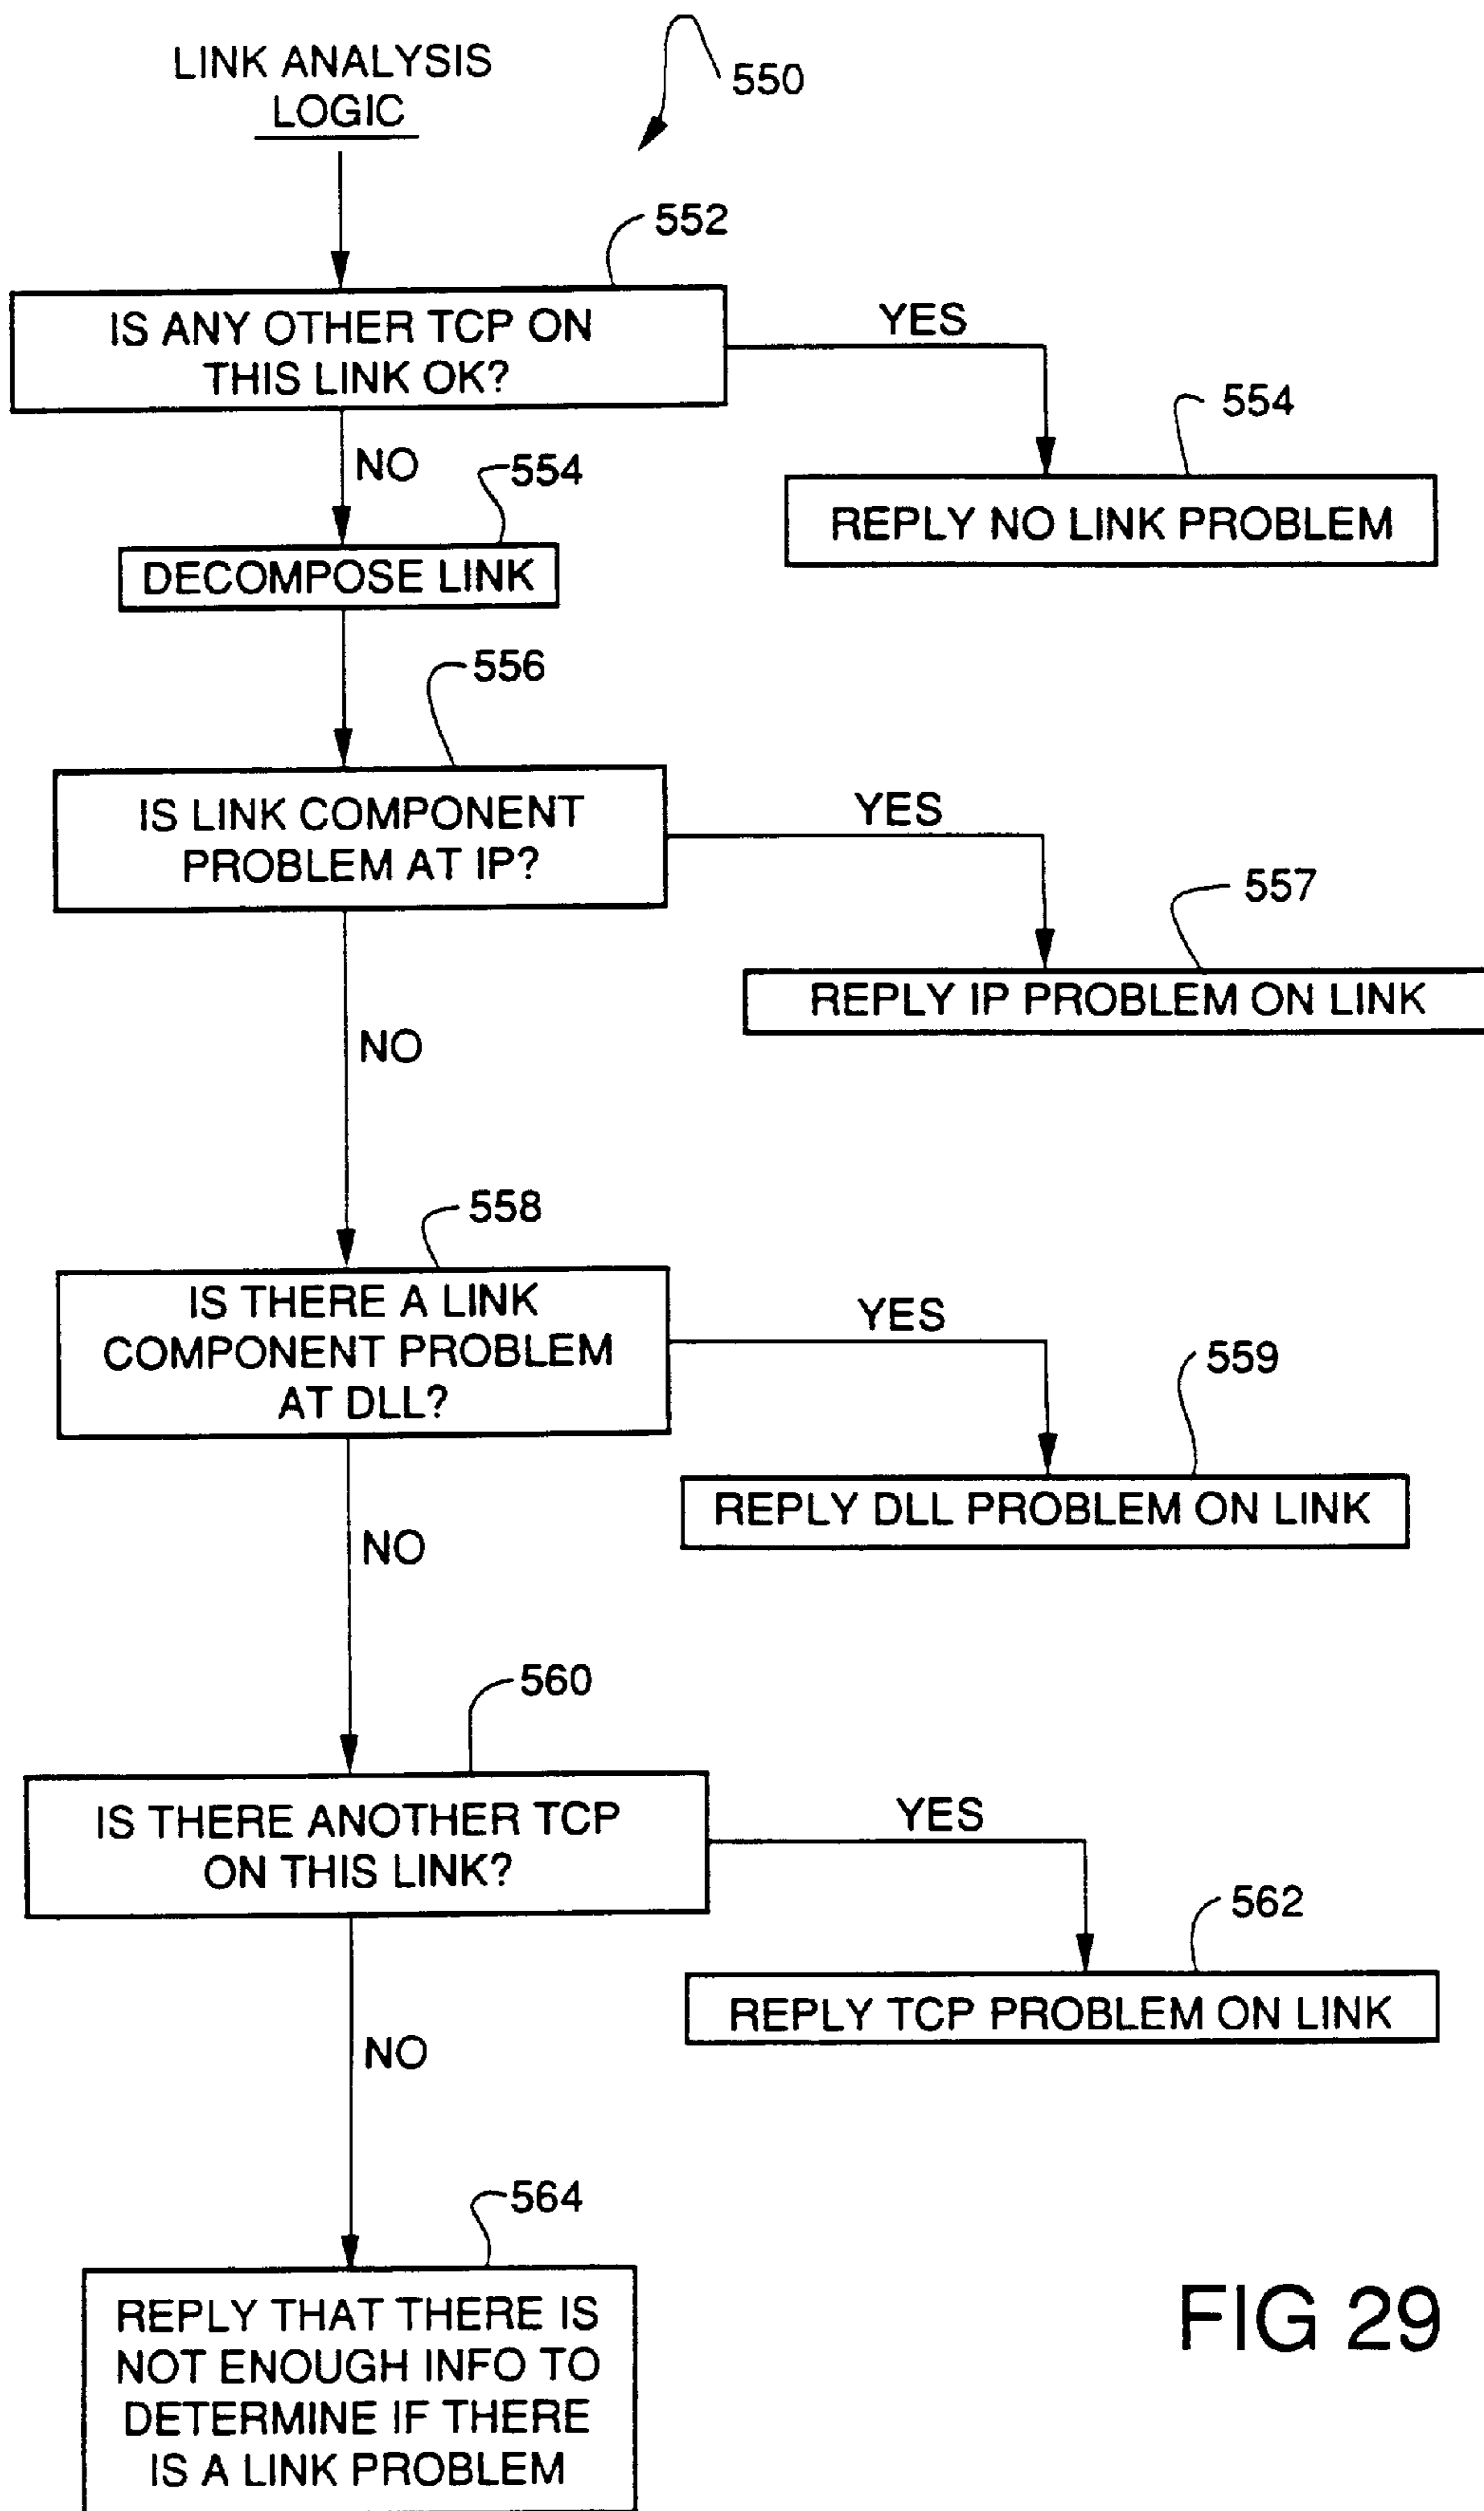 LINK ANALYSIS
LOGIC
550
552
IS ANY OTHER TCP ON
THIS LINK OK?
YES
554
REPLY NO LINK PROBLEM
NO
554
DECOMPOSE LINK
556
IS LINK COMPONENT
PROBLEM AT IP?
YES
557
REPLY IP PROBLEM ON LINK
NO
558
IS THERE A LINK
COMPONENT PROBLEM
AT DLL?
YES
559
REPLY DLL PROBLEM ON LINK
NO
560
IS THERE ANOTHER TCP
ON THIS LINK?
YES
562
REPLY TCP PROBLEM ON LINK
NO
564
REPLY THAT THERE IS
NOT ENOUGH INFO TO
DETERMINE IF THERE
IS A LINK PROBLEM
FIG 29